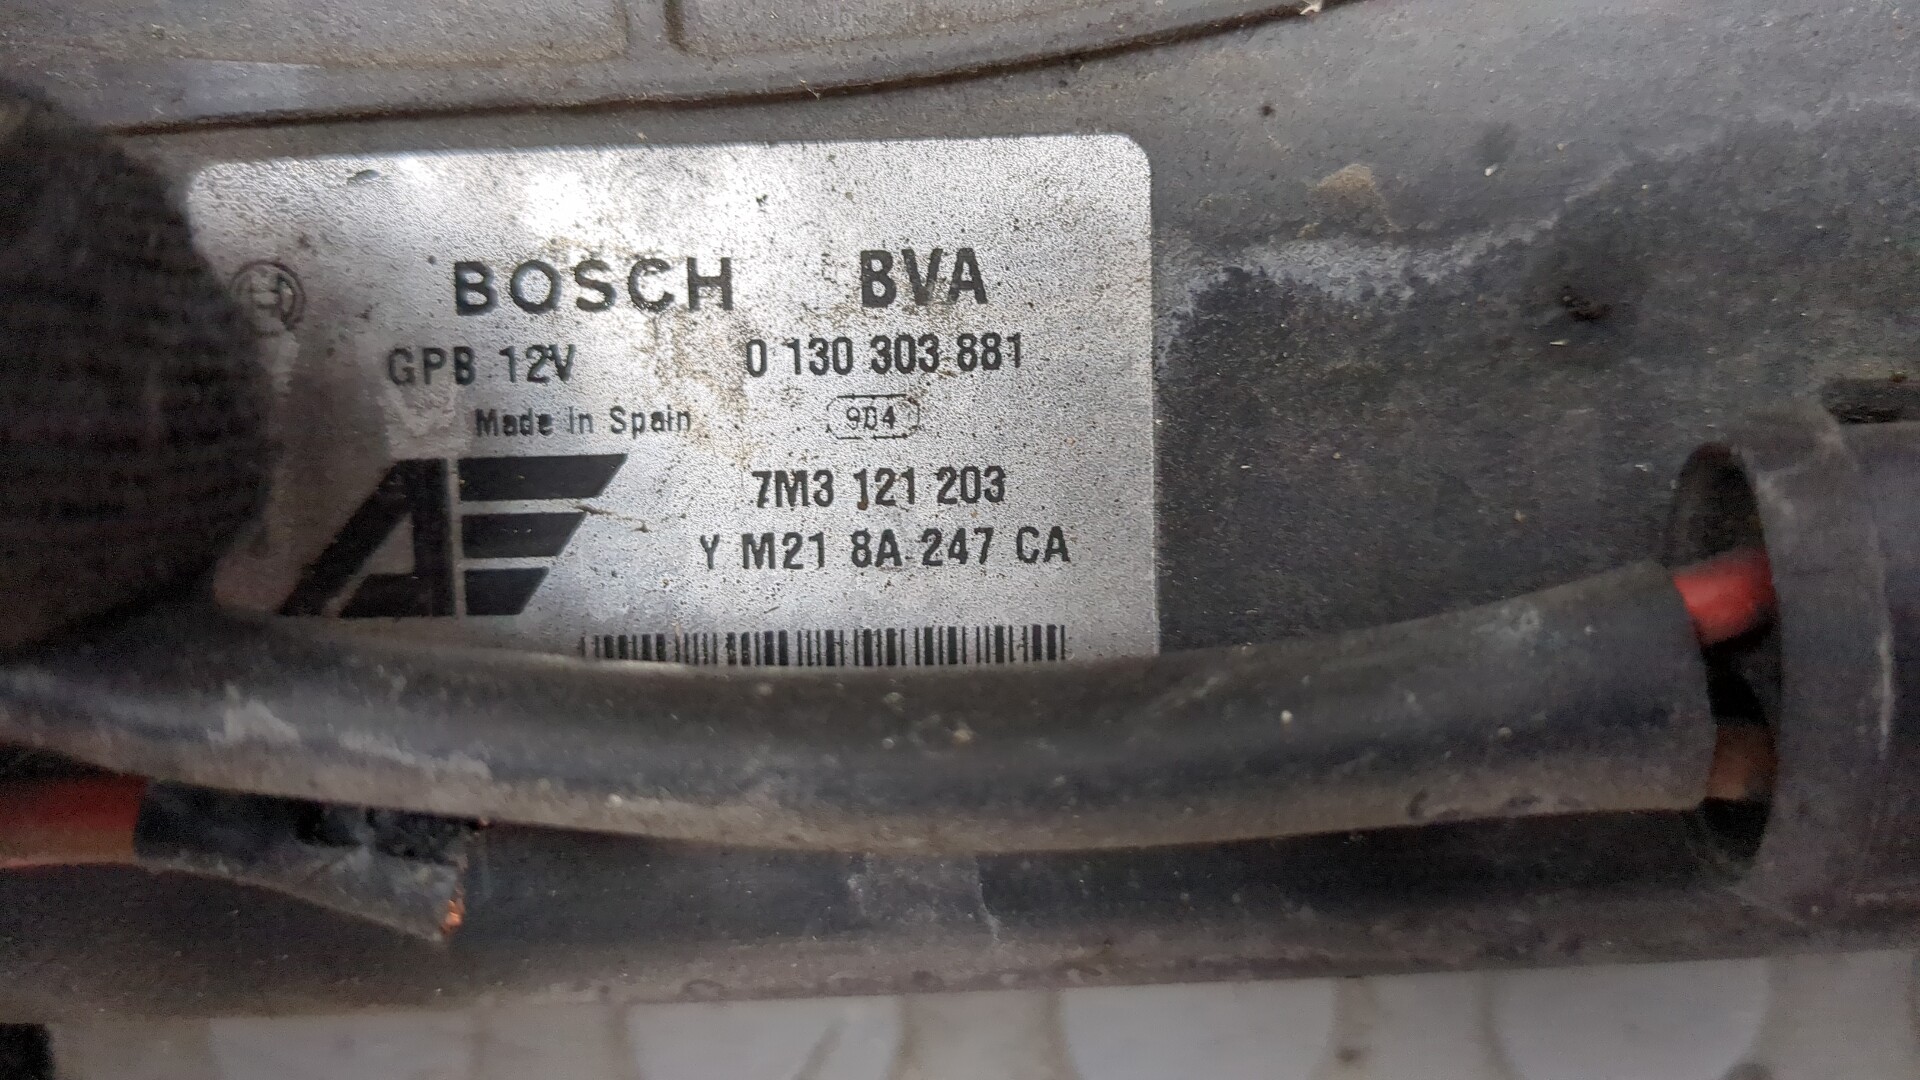 BOSCH BVA
GPB 12V 0 130 303 881
Made in Spain 904
7M3 121 203
Y M21 8A 247 CA